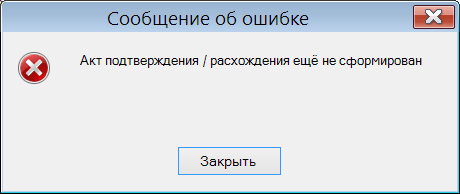 Сообщение об ошибке
Акт подтверждения / расхождения ещё не сформирован
Закрыть